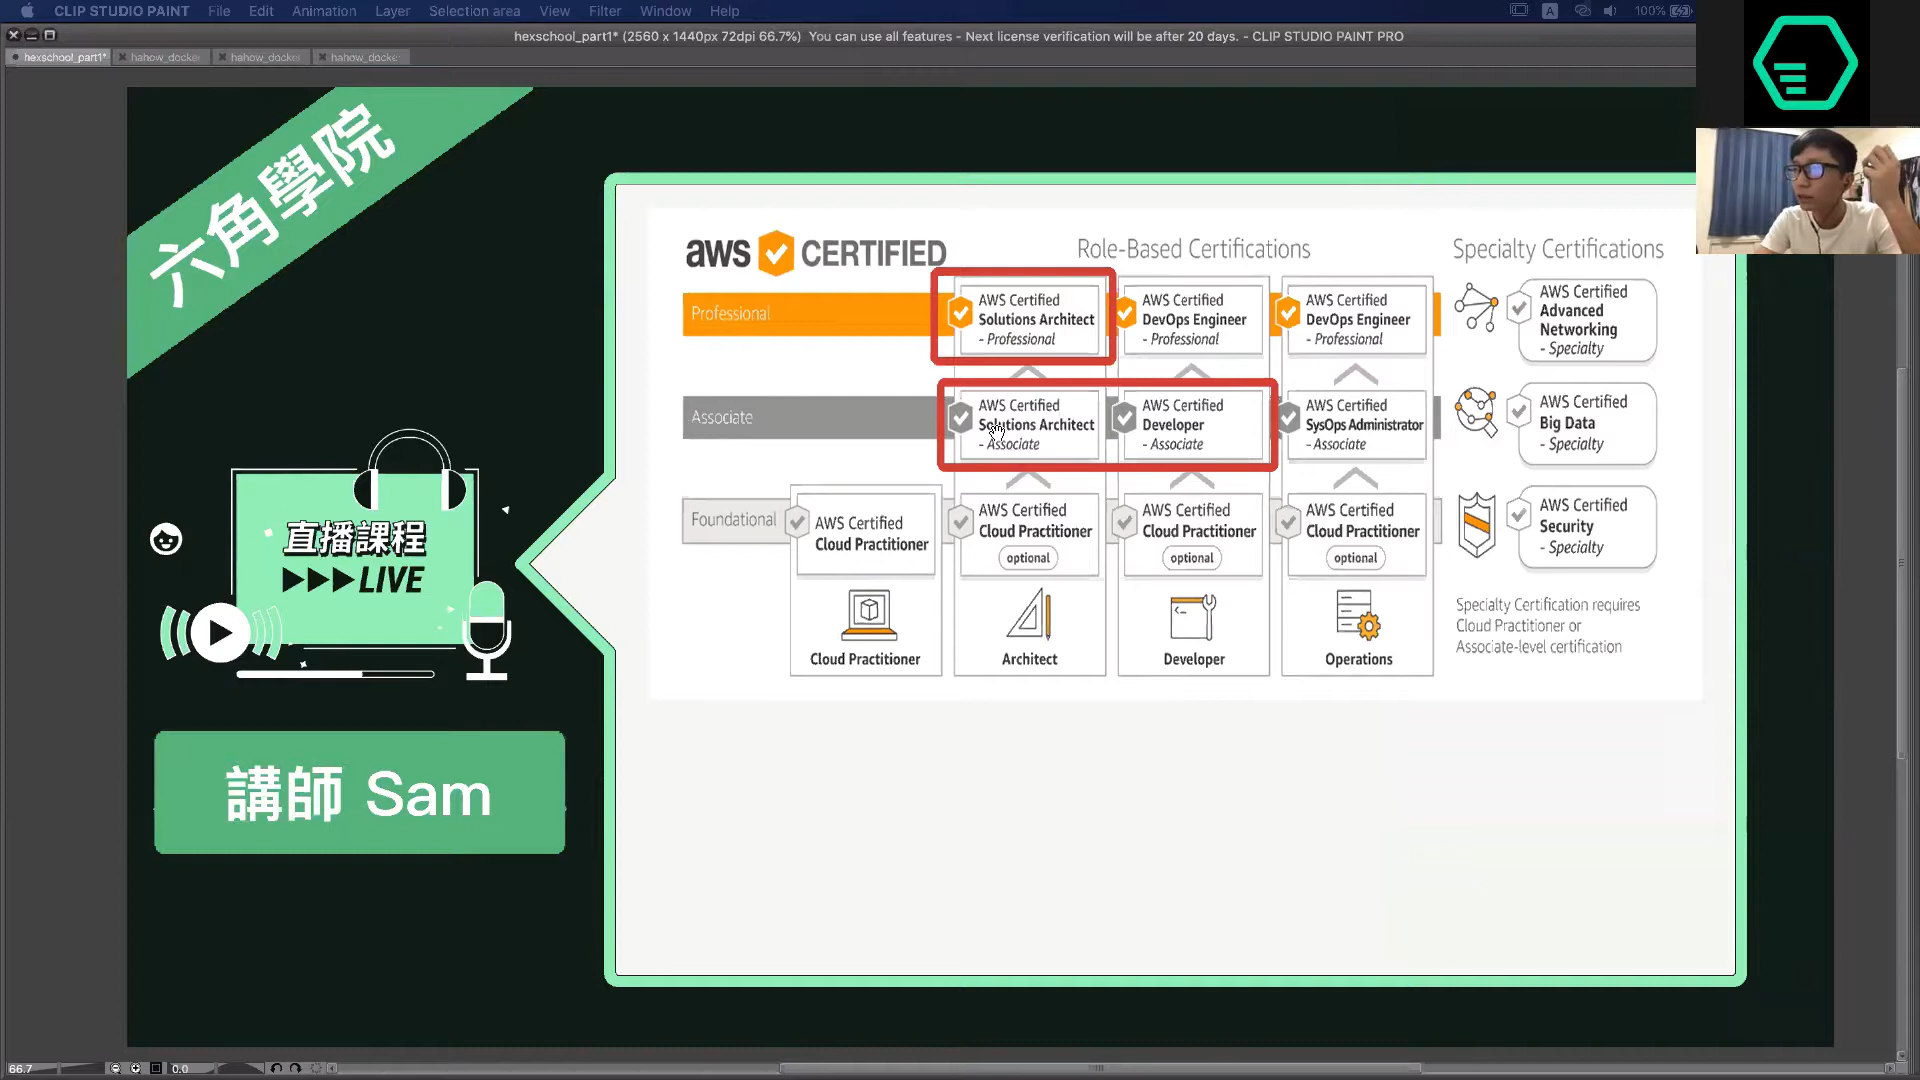 CLIP STUDIO PAINT File Edit Animation Layer Selection area View Filter Window Help A 100%
hexschool_part1* (2560 x 1440px 72dpi 66.7%) You can use all features - Next license verification will be after 20 days. - CLIP STUDIO PAINT PRO
hexschool_part1* hahow_docke hahow_docke hahow_docke
六角學院
直播課程
LIVE
講師 Sam
aws CERTIFIED
Role-Based Certifications
Specialty Certifications
Professional
AWS Certified
Solutions Architect
- Professional
AWS Certified
DevOps Engineer
- Professional
AWS Certified
DevOps Engineer
- Professional
AWS Certified
Advanced
Networking
- Specialty
Associate
AWS Certified
Solutions Architect
- Associate
AWS Certified
Developer
- Associate
AWS Certified
SysOps Administrator
- Associate
AWS Certified
Big Data
- Specialty
Foundational
AWS Certified
Cloud Practitioner
AWS Certified
Cloud Practitioner
optional
AWS Certified
Cloud Practitioner
optional
AWS Certified
Cloud Practitioner
optional
AWS Certified
Security
- Specialty
Cloud Practitioner
Architect
Developer
Operations
Specialty Certification requires
Cloud Practitioner or
Associate-level certification
66.7 0.0